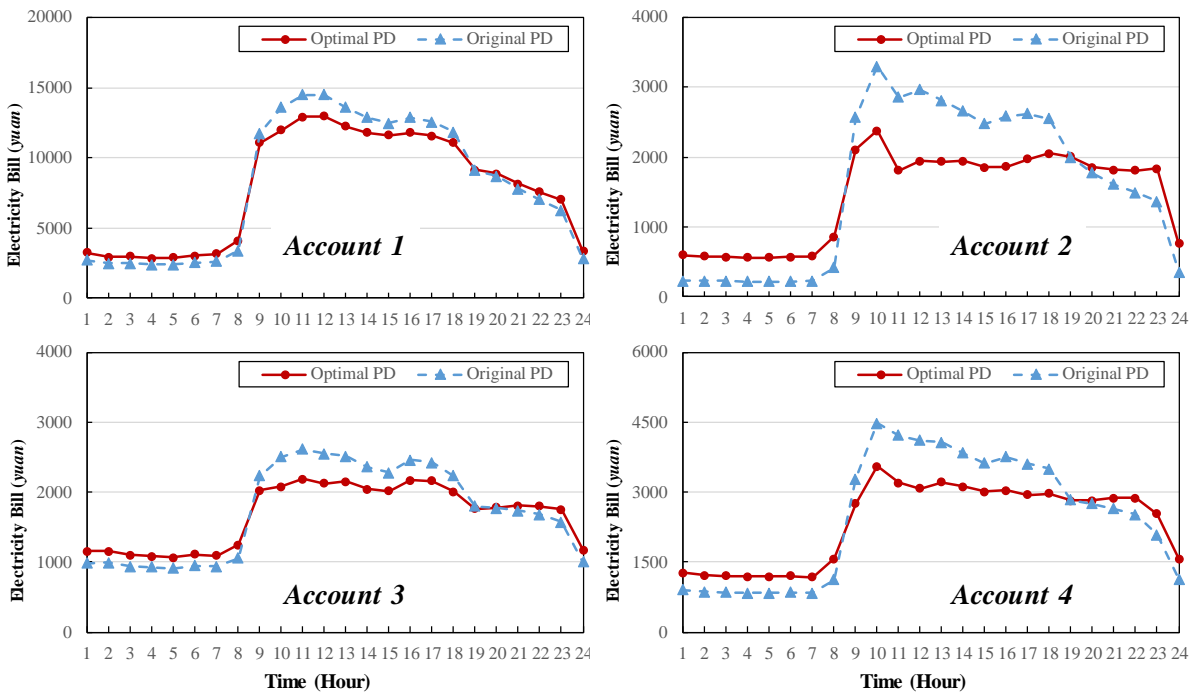 20000
15000
10000
5000
0
Electricity Bill (yuan)
Optimal PD Original PD
Account 1
1 2 3 4 5 6 7 8 9 10 11 12 13 14 15 16 17 18 19 20 21 22 23 24
4000
3000
2000
1000
0
Electricity Bill (yuan)
Optimal PD Original PD
Account 2
1 2 3 4 5 6 7 8 9 10 11 12 13 14 15 16 17 18 19 20 21 22 23 24
4000
3000
2000
1000
0
Electricity Bill (yuan)
Optimal PD Original PD
Account 3
1 2 3 4 5 6 7 8 9 10 11 12 13 14 15 16 17 18 19 20 21 22 23 24
Time (Hour)
6000
4500
3000
1500
0
Electricity Bill (yuan)
Optimal PD Original PD
Account 4
1 2 3 4 5 6 7 8 9 10 11 12 13 14 15 16 17 18 19 20 21 22 23 24
Time (Hour)